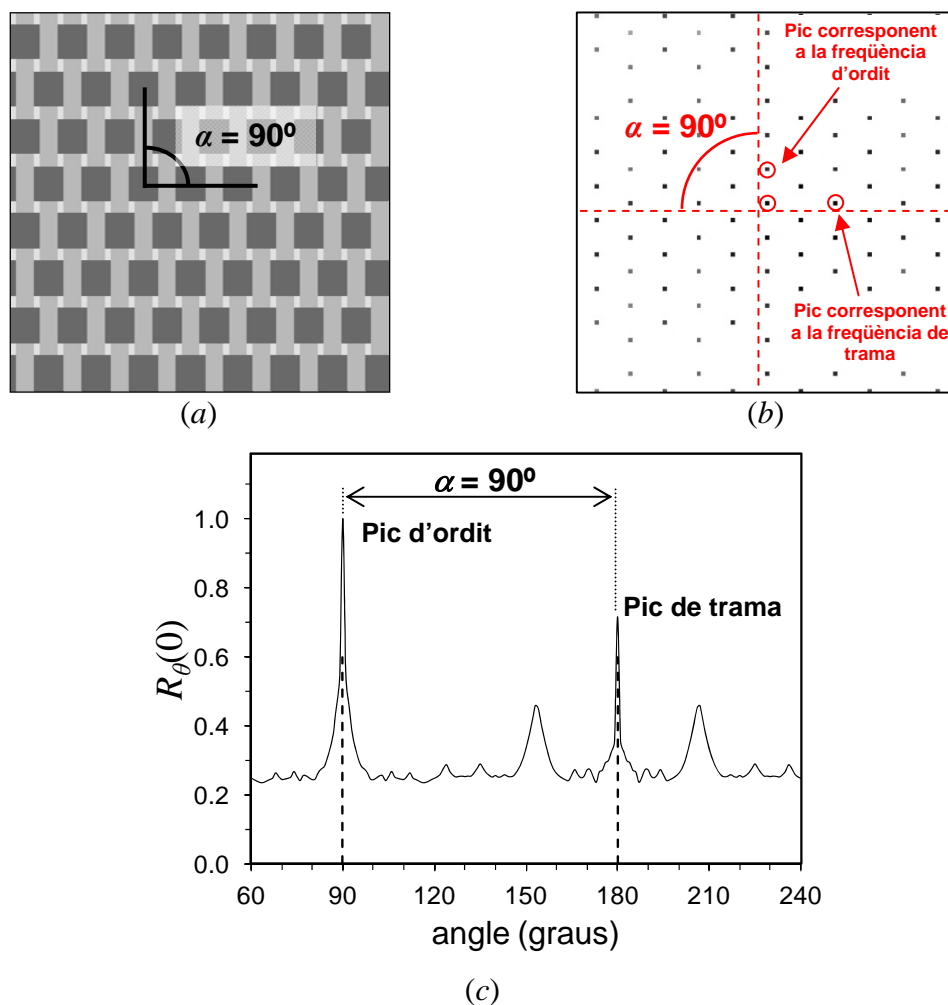 α = 90º
(a)
Pic corresponent
a la freqüència
d'ordit
α = 90º
Pic corresponent
a la freqüència de
trama
(b)
α = 90º
Pic d'ordit
Pic de trama
1.0
0.8
0.6
0.4
0.2
0.0
Rθ(0)
60 90 120 150 180 210 240
angle (graus)
(c)